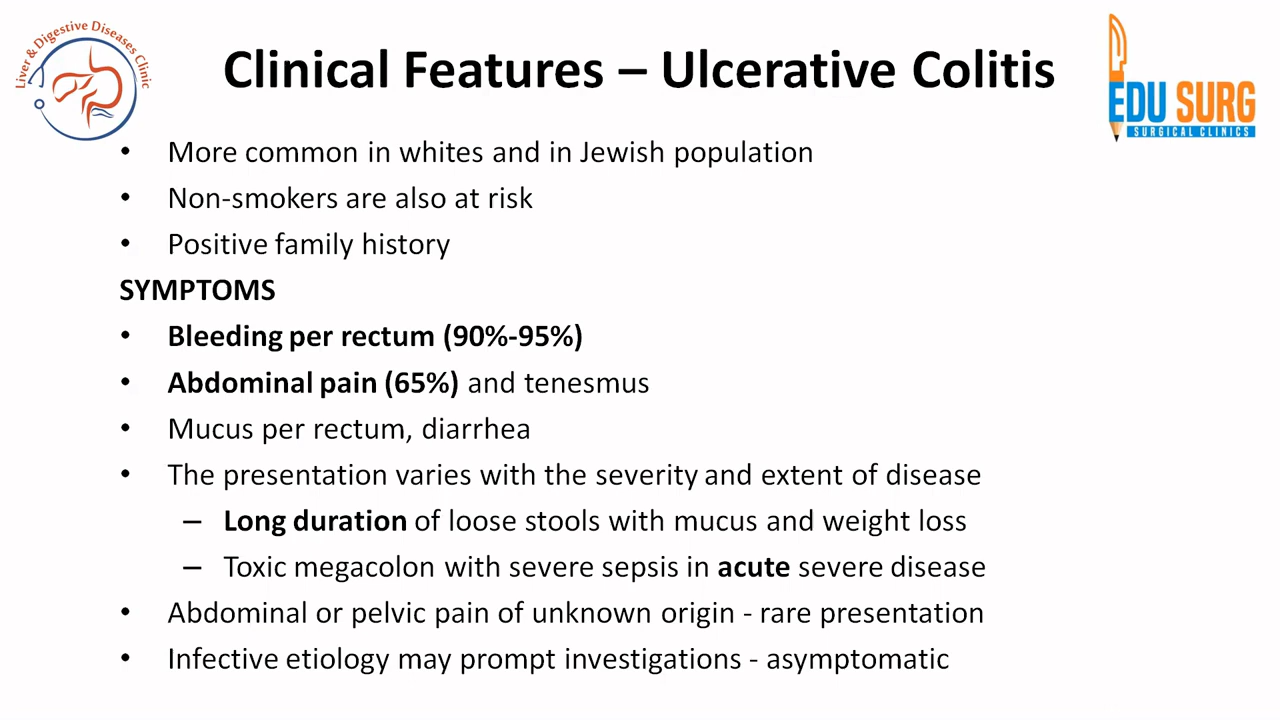 Liver & Digestive Diseases Clinic
Clinical Features – Ulcerative Colitis
EDU SURG
SURGICAL CLINICS
• More common in whites and in Jewish population
• Non-smokers are also at risk
• Positive family history
SYMPTOMS
• Bleeding per rectum (90%-95%)
• Abdominal pain (65%) and tenesmus
• Mucus per rectum, diarrhea
• The presentation varies with the severity and extent of disease
– Long duration of loose stools with mucus and weight loss
– Toxic megacolon with severe sepsis in acute severe disease
• Abdominal or pelvic pain of unknown origin - rare presentation
• Infective etiology may prompt investigations - asymptomatic